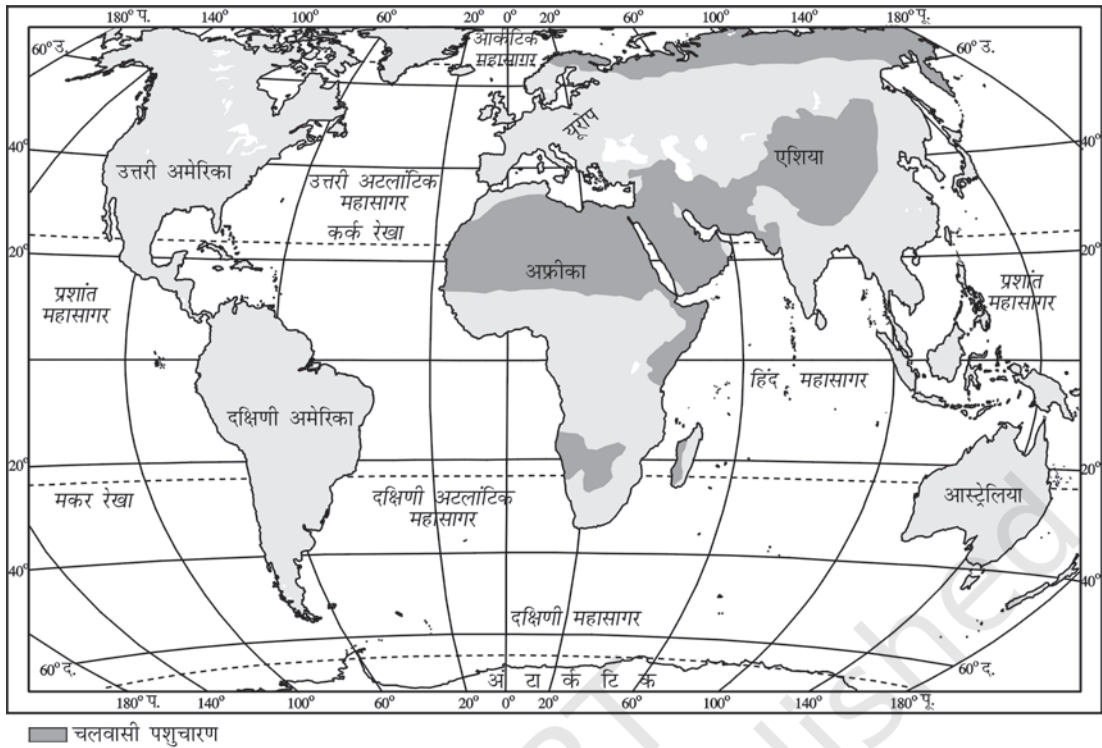 180° प. 140° 100° 60° 20° 0° 20° 60° 100° 140° 180° पू.
60° उ. 60° उ.
आर्कटिक
महासागर
यूरोप
40° 40°
एशिया
उत्तरी अमेरिका
उत्तरी अटलांटिक
महासागर
कर्क रेखा
20° 20°
अफ्रीका
प्रशांत
महासागर
प्रशांत
महासागर
हिंद महासागर
दक्षिणी अमेरिका
20° 20°
मकर रेखा
दक्षिणी अटलांटिक
महासागर
आस्ट्रेलिया
40° 40°
दक्षिणी महासागर
60° द. 60° द.
अं टा र्क टि क
180° प. 140° 100° 60° 20° 0° 20° 60° 100° 140° 180° पू.
चलवासी पशुचारण